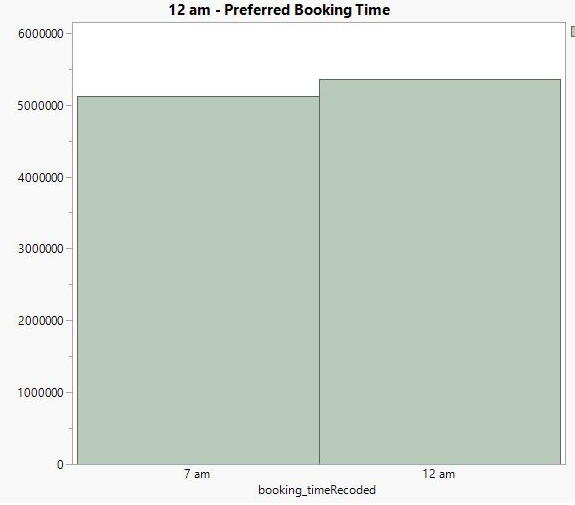 12 am - Preferred Booking Time
6000000
5000000
4000000
3000000
2000000
1000000
0
7 am 12 am
booking_timeRecoded